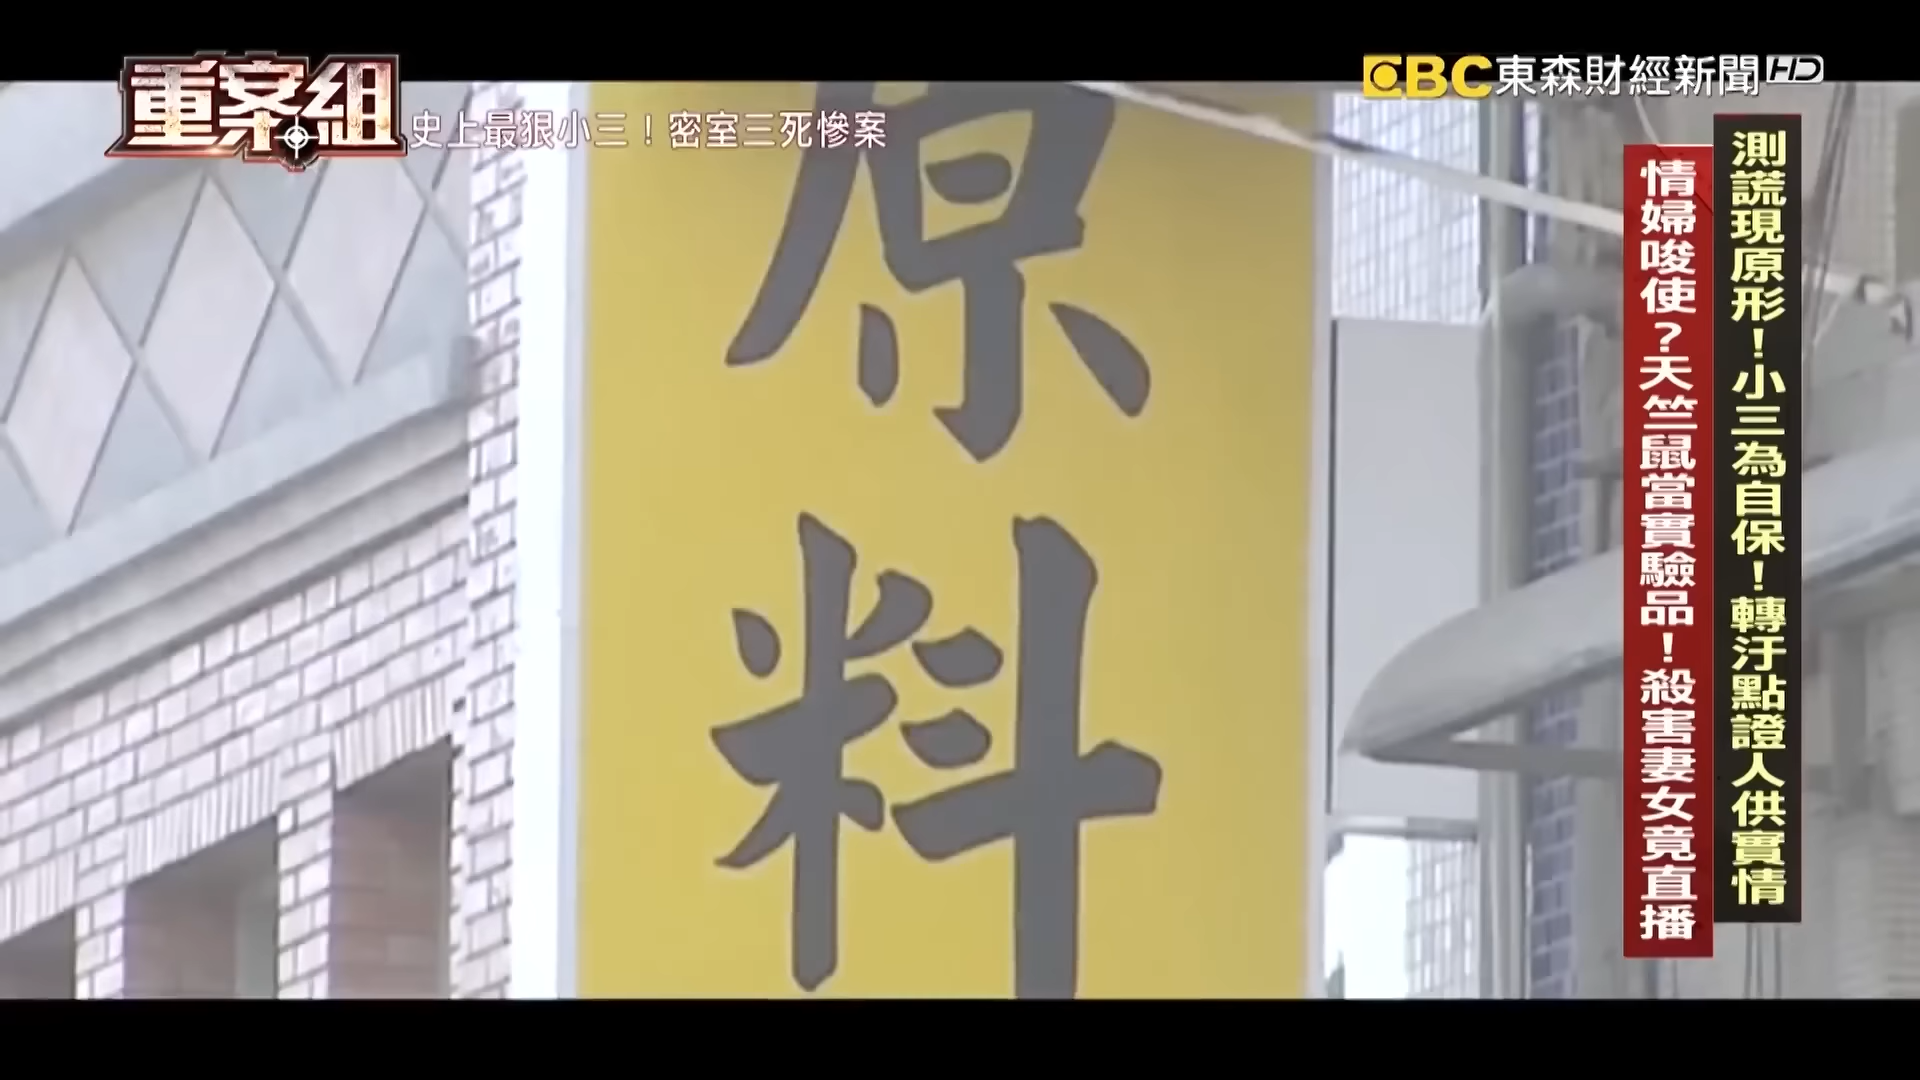 重案組
史上最狠小三！密室三死慘案
EBC東森財經新聞HD
測謊現原形！小三為自保！轉汙點證人供實情
情婦唆使？天竺鼠當實驗品！殺害妻女竟直播
原料